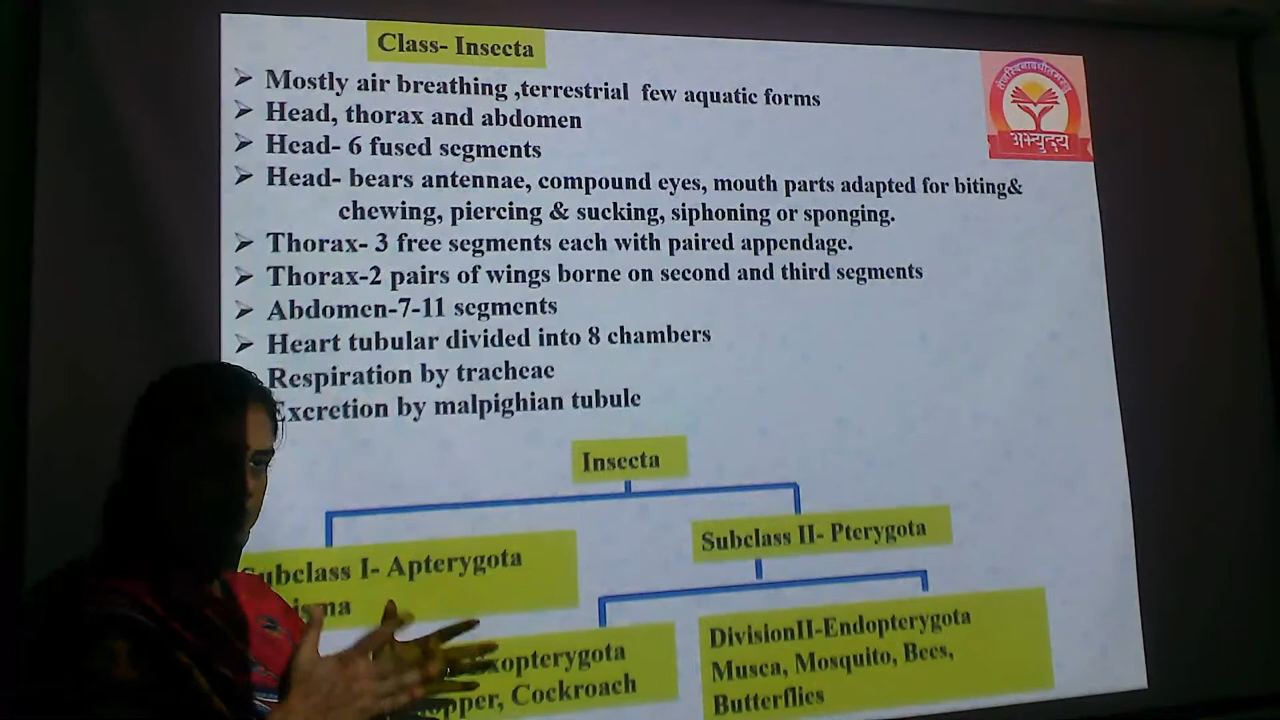 Class- Insecta
Mostly air breathing ,terrestrial few aquatic forms
Head, thorax and abdomen
Head- 6 fused segments
Head- bears antennae, compound eyes, mouth parts adapted for biting&
chewing, piercing & sucking, siphoning or sponging.
Thorax- 3 free segments each with paired appendage.
Thorax-2 pairs of wings borne on second and third segments
Abdomen-7-11 segments
Heart tubular divided into 8 chambers
Respiration by tracheae
Excretion by malpighian tubule
अभ्युदय
Insecta
Subclass I- Apterygota
Subclass II- Pterygota
Cockroach
DivisionII-Endopterygota
Musca, Mosquito, Bees,
Butterflies